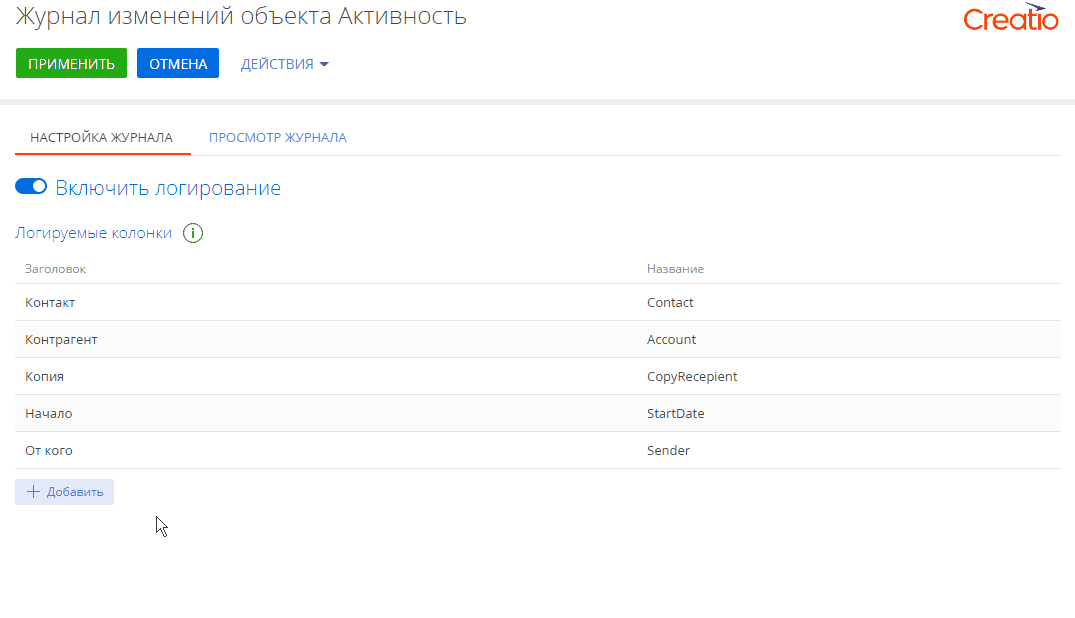 Журнал изменений объекта Активность
Creatio
ПРИМЕНИТЬ ОТМЕНА ДЕЙСТВИЯ
НАСТРОЙКА ЖУРНАЛА ПРОСМОТР ЖУРНАЛА
Включить логирование
Логируемые колонки i
Заголовок Название
Контакт Contact
Контрагент Account
Копия CopyRecepient
Начало StartDate
От кого Sender
+ Добавить